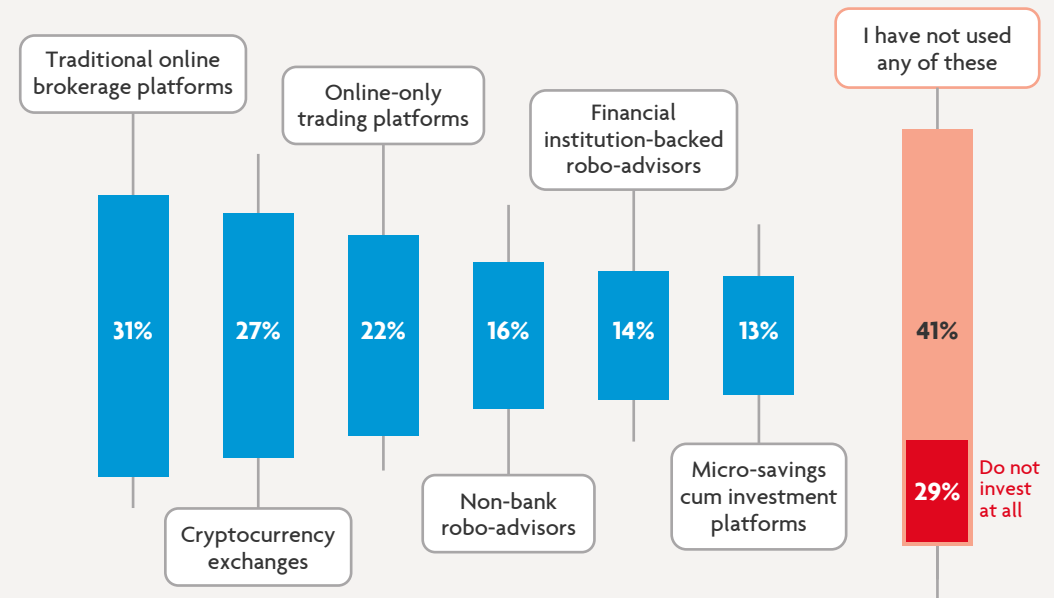 Traditional online
brokerage platforms
31%
Cryptocurrency
exchanges
27%
Online-only
trading platforms
22%
Non-bank
robo-advisors
16%
Financial
institution-backed
robo-advisors
14%
Micro-savings
cum investment
platforms
13%
I have not used
any of these
41%
29%
Do not
invest
at all